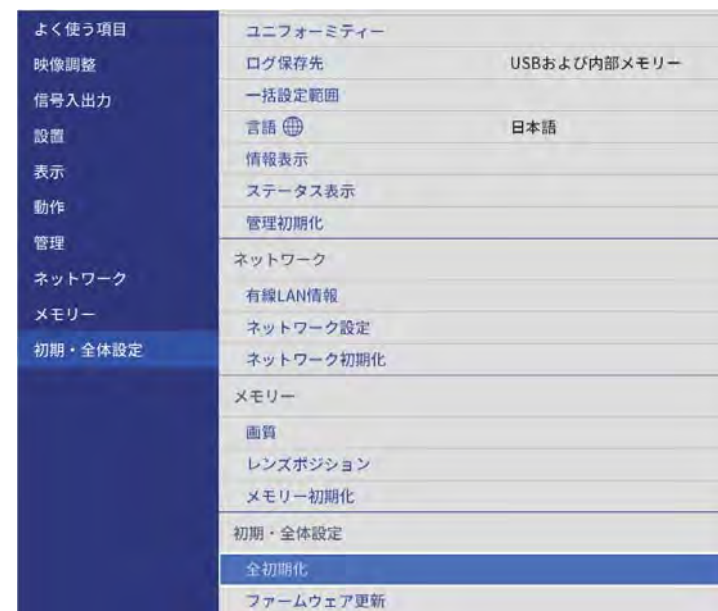 よく使う項目
映像調整
信号入出力
設置
表示
動作
管理
ネットワーク
メモリー
初期・全体設定
ユニフォーミティー
ログ保存先 USBおよび内部メモリー
一括設定範囲
言語 日本語
情報表示
ステータス表示
管理初期化
ネットワーク
有線LAN情報
ネットワーク設定
ネットワーク初期化
メモリー
画質
レンズポジション
メモリー初期化
初期・全体設定
全初期化
ファームウェア更新